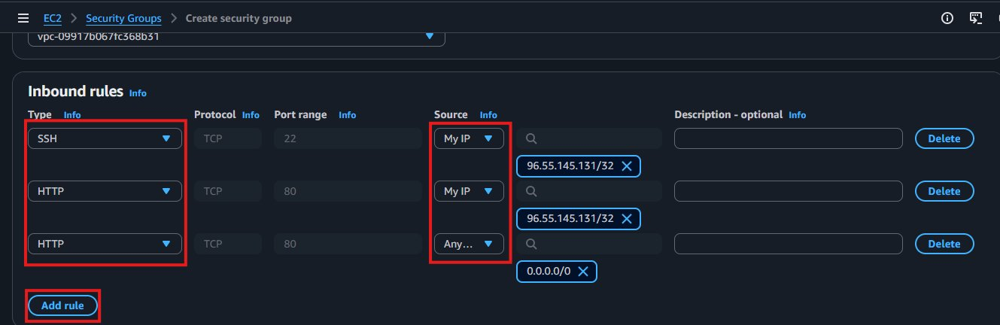 EC2 > Security Groups > Create security group
vpc-09917b067fc368b31
Inbound rules Info
Type Info Protocol Info Port range Info Source Info Description - optional Info
SSH TCP 22 My IP Delete
96.55.145.131/32
HTTP TCP 80 My IP Delete
96.55.145.131/32
HTTP TCP 80 Any... Delete
0.0.0.0/0
Add rule